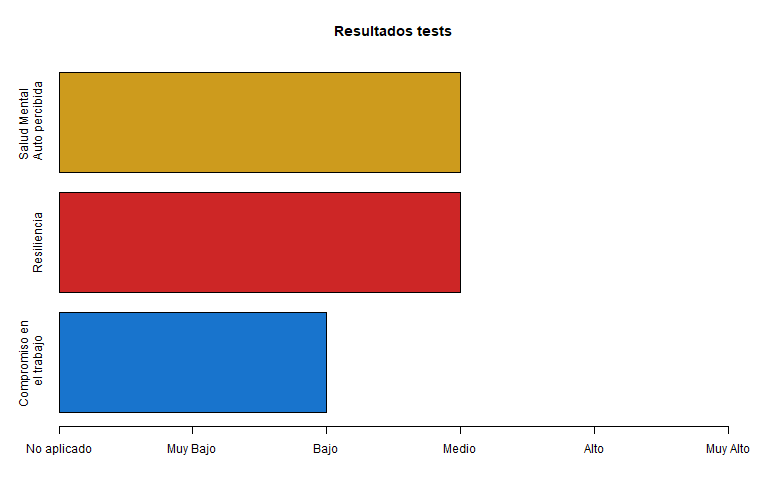 Resultados tests
Salud Mental
Auto percibida
Resiliencia
Compromiso en
el trabajo
No aplicado
Muy Bajo
Bajo
Medio
Alto
Muy Alto